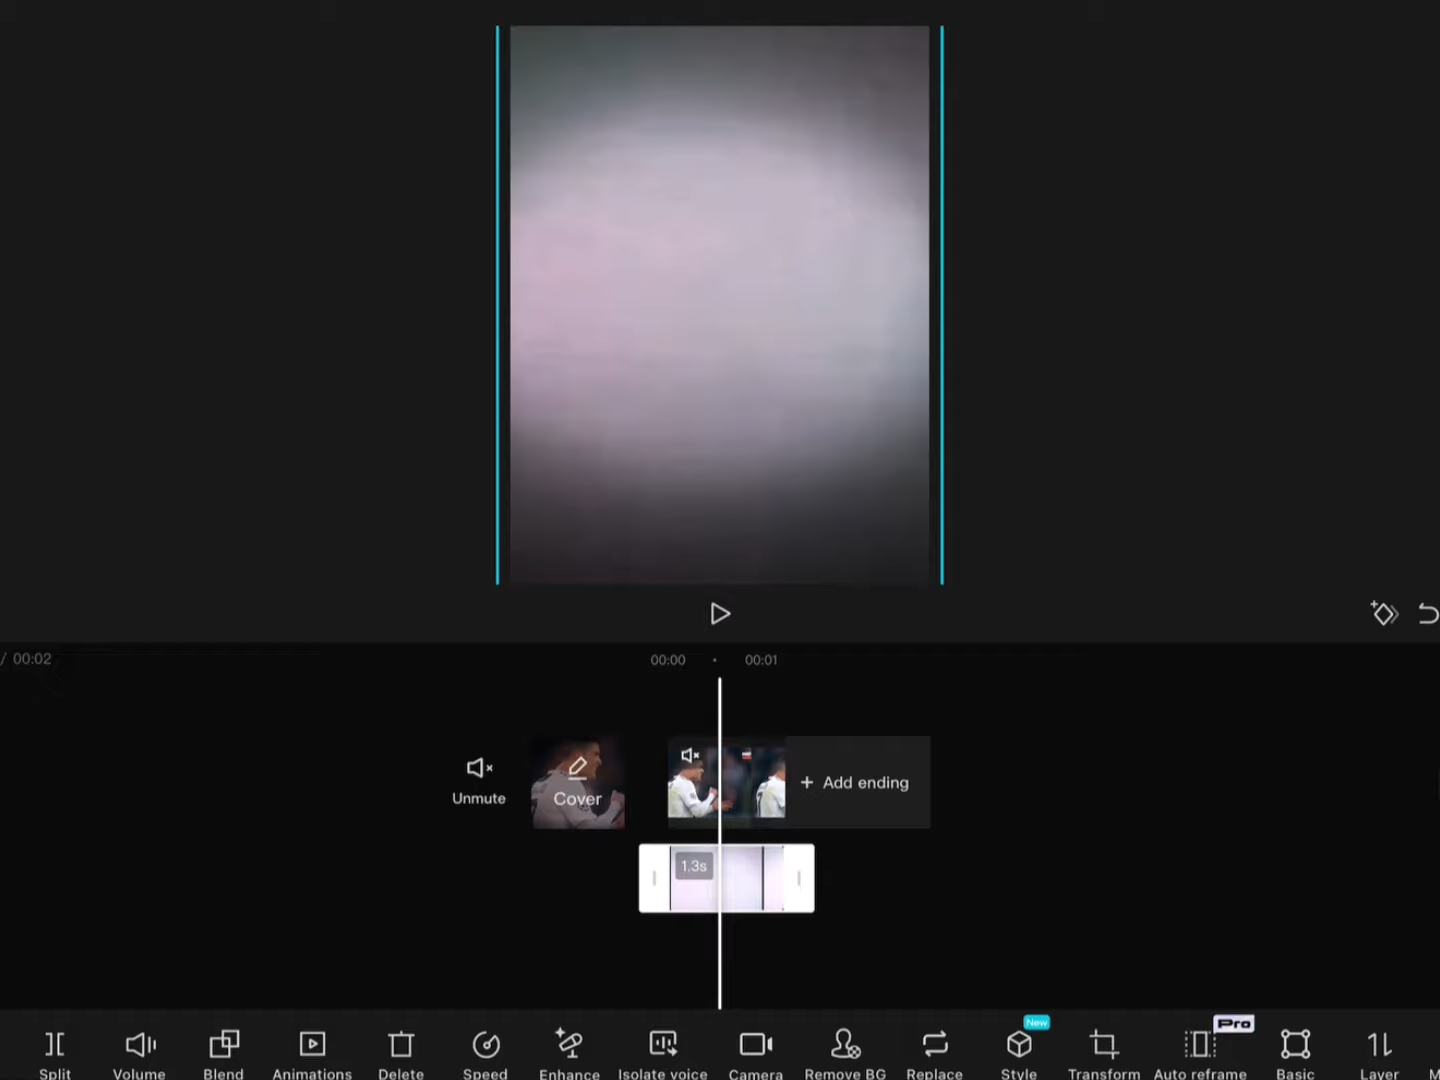 / 00:02
00:00
00:01
Unmute
Cover
+ Add ending
7
1.3s
New
Pro
Split
Volume
Blend
Animations
Delete
Speed
Enhance
Isolate voice
Camera
Remove BG
Replace
Style
Transform
Auto reframe
Basic
Layer
M